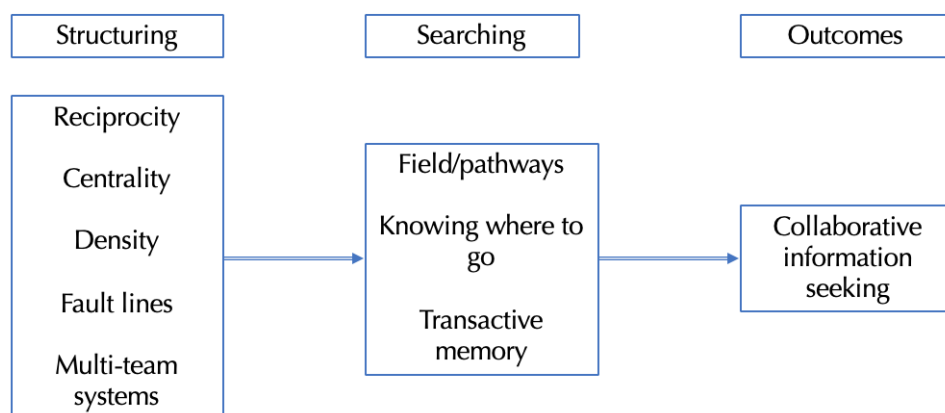 Structuring
Searching
Outcomes
Reciprocity
Centrality
Density
Fault lines
Multi-team
systems
Field/pathways
Knowing where to
go
Transactive
memory
Collaborative
information
seeking